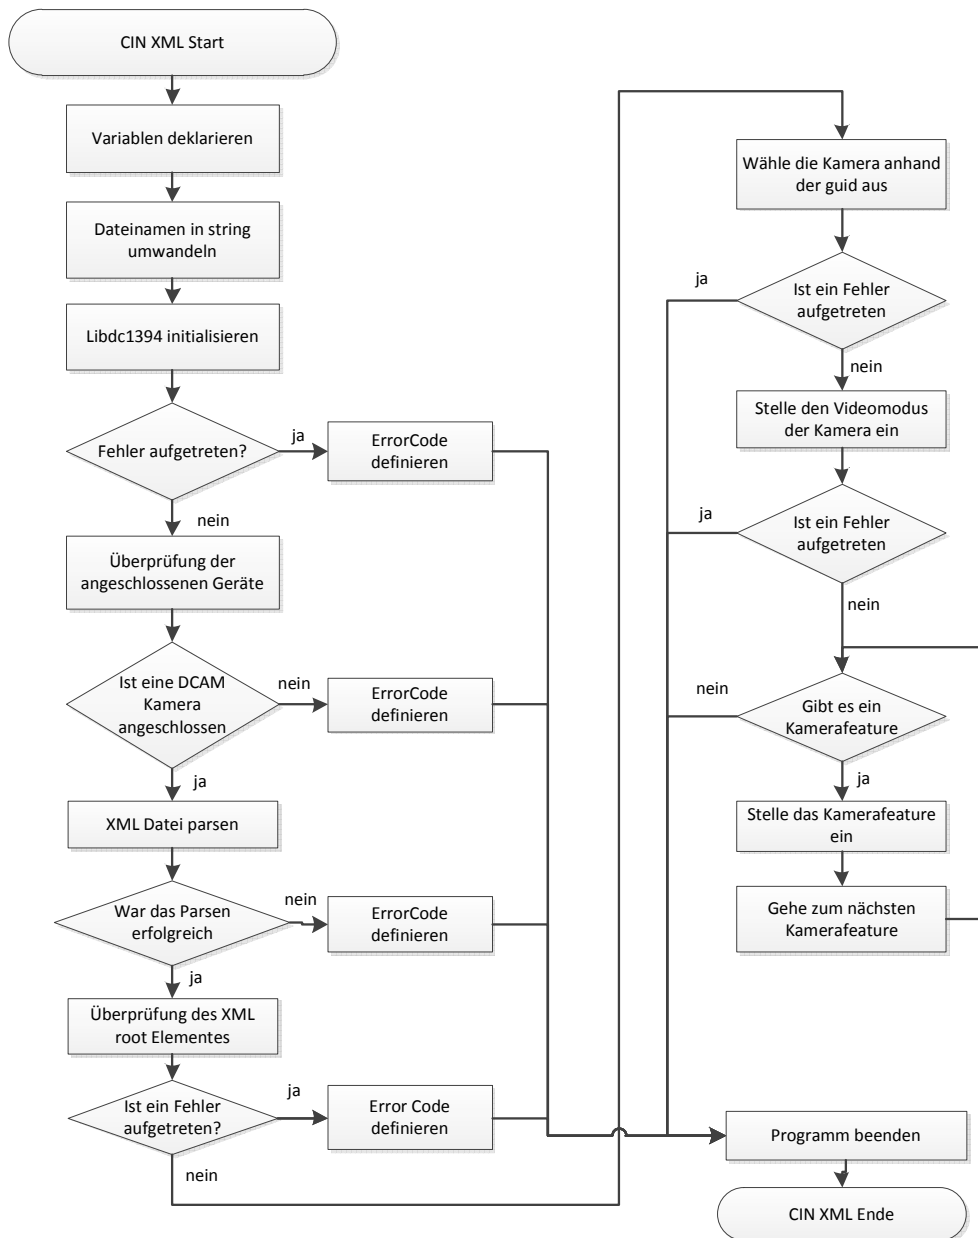 CIN XML Start
Variablen deklarieren
Dateinamen in string
umwandeln
Libdc1394 initialisieren
Fehler aufgetreten?
ja
ErrorCode
definieren
nein
Überprüfung der
angeschlossenen Geräte
Ist eine DCAM
Kamera
angeschlossen
nein
ErrorCode
definieren
ja
XML Datei parsen
War das Parsen
erfolgreich
nein
ErrorCode
definieren
ja
Überprüfung des XML
root Elementes
Ist ein Fehler
aufgetreten?
ja
Error Code
definieren
nein
Wähle die Kamera anhand
der guid aus
Ist ein Fehler
aufgetreten
ja
nein
Stelle den Videomodus
der Kamera ein
Ist ein Fehler
aufgetreten
ja
nein
Gibt es ein
Kamerafeature
nein
ja
Stelle das Kamerafeature
ein
Gehe zum nächsten
Kamerafeature
Programm beenden
CIN XML Ende